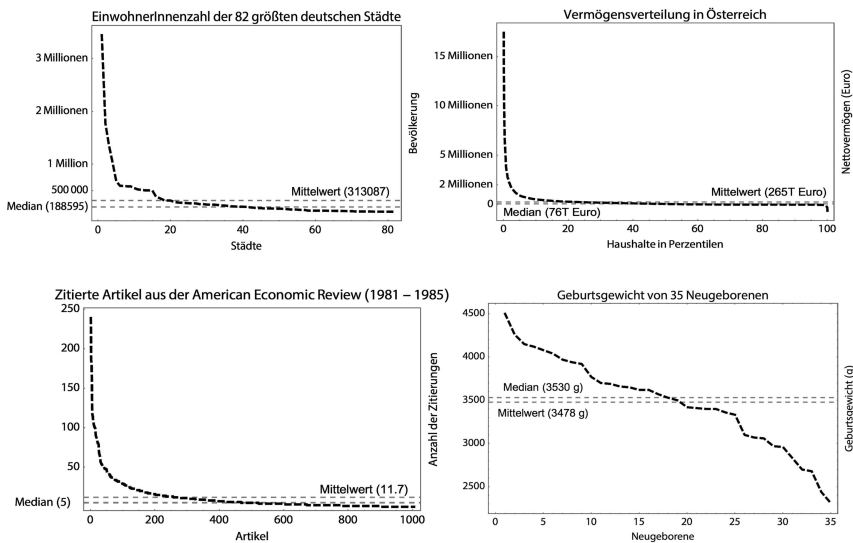 EinwohnerInnenzahl der 82 größten deutschen Städte
3 Millionen
2 Millionen
1 Million
500 000
Median (188595)
Mittelwert (313087)
0 20 40 60 80
Städte
Bevölkerung
Vermögensverteilung in Österreich
15 Millionen
10 Millionen
5 Millionen
2 Millionen
0
Mittelwert (265T Euro)
Median (76T Euro)
0 20 40 60 80 100
Haushalte in Perzentilen
Nettovermögen (Euro)
Zitierte Artikel aus der American Economic Review (1981 – 1985)
250
200
150
100
50
Median (5)
Mittelwert (11.7)
0 200 400 600 800 1000
Artikel
Anzahl der Zitierungen
Geburtsgewicht von 35 Neugeborenen
4500
4000
3500
3000
2500
Median (3530 g)
Mittelwert (3478 g)
0 5 10 15 20 25 30 35
Neugeborene
Geburtsgewicht (g)